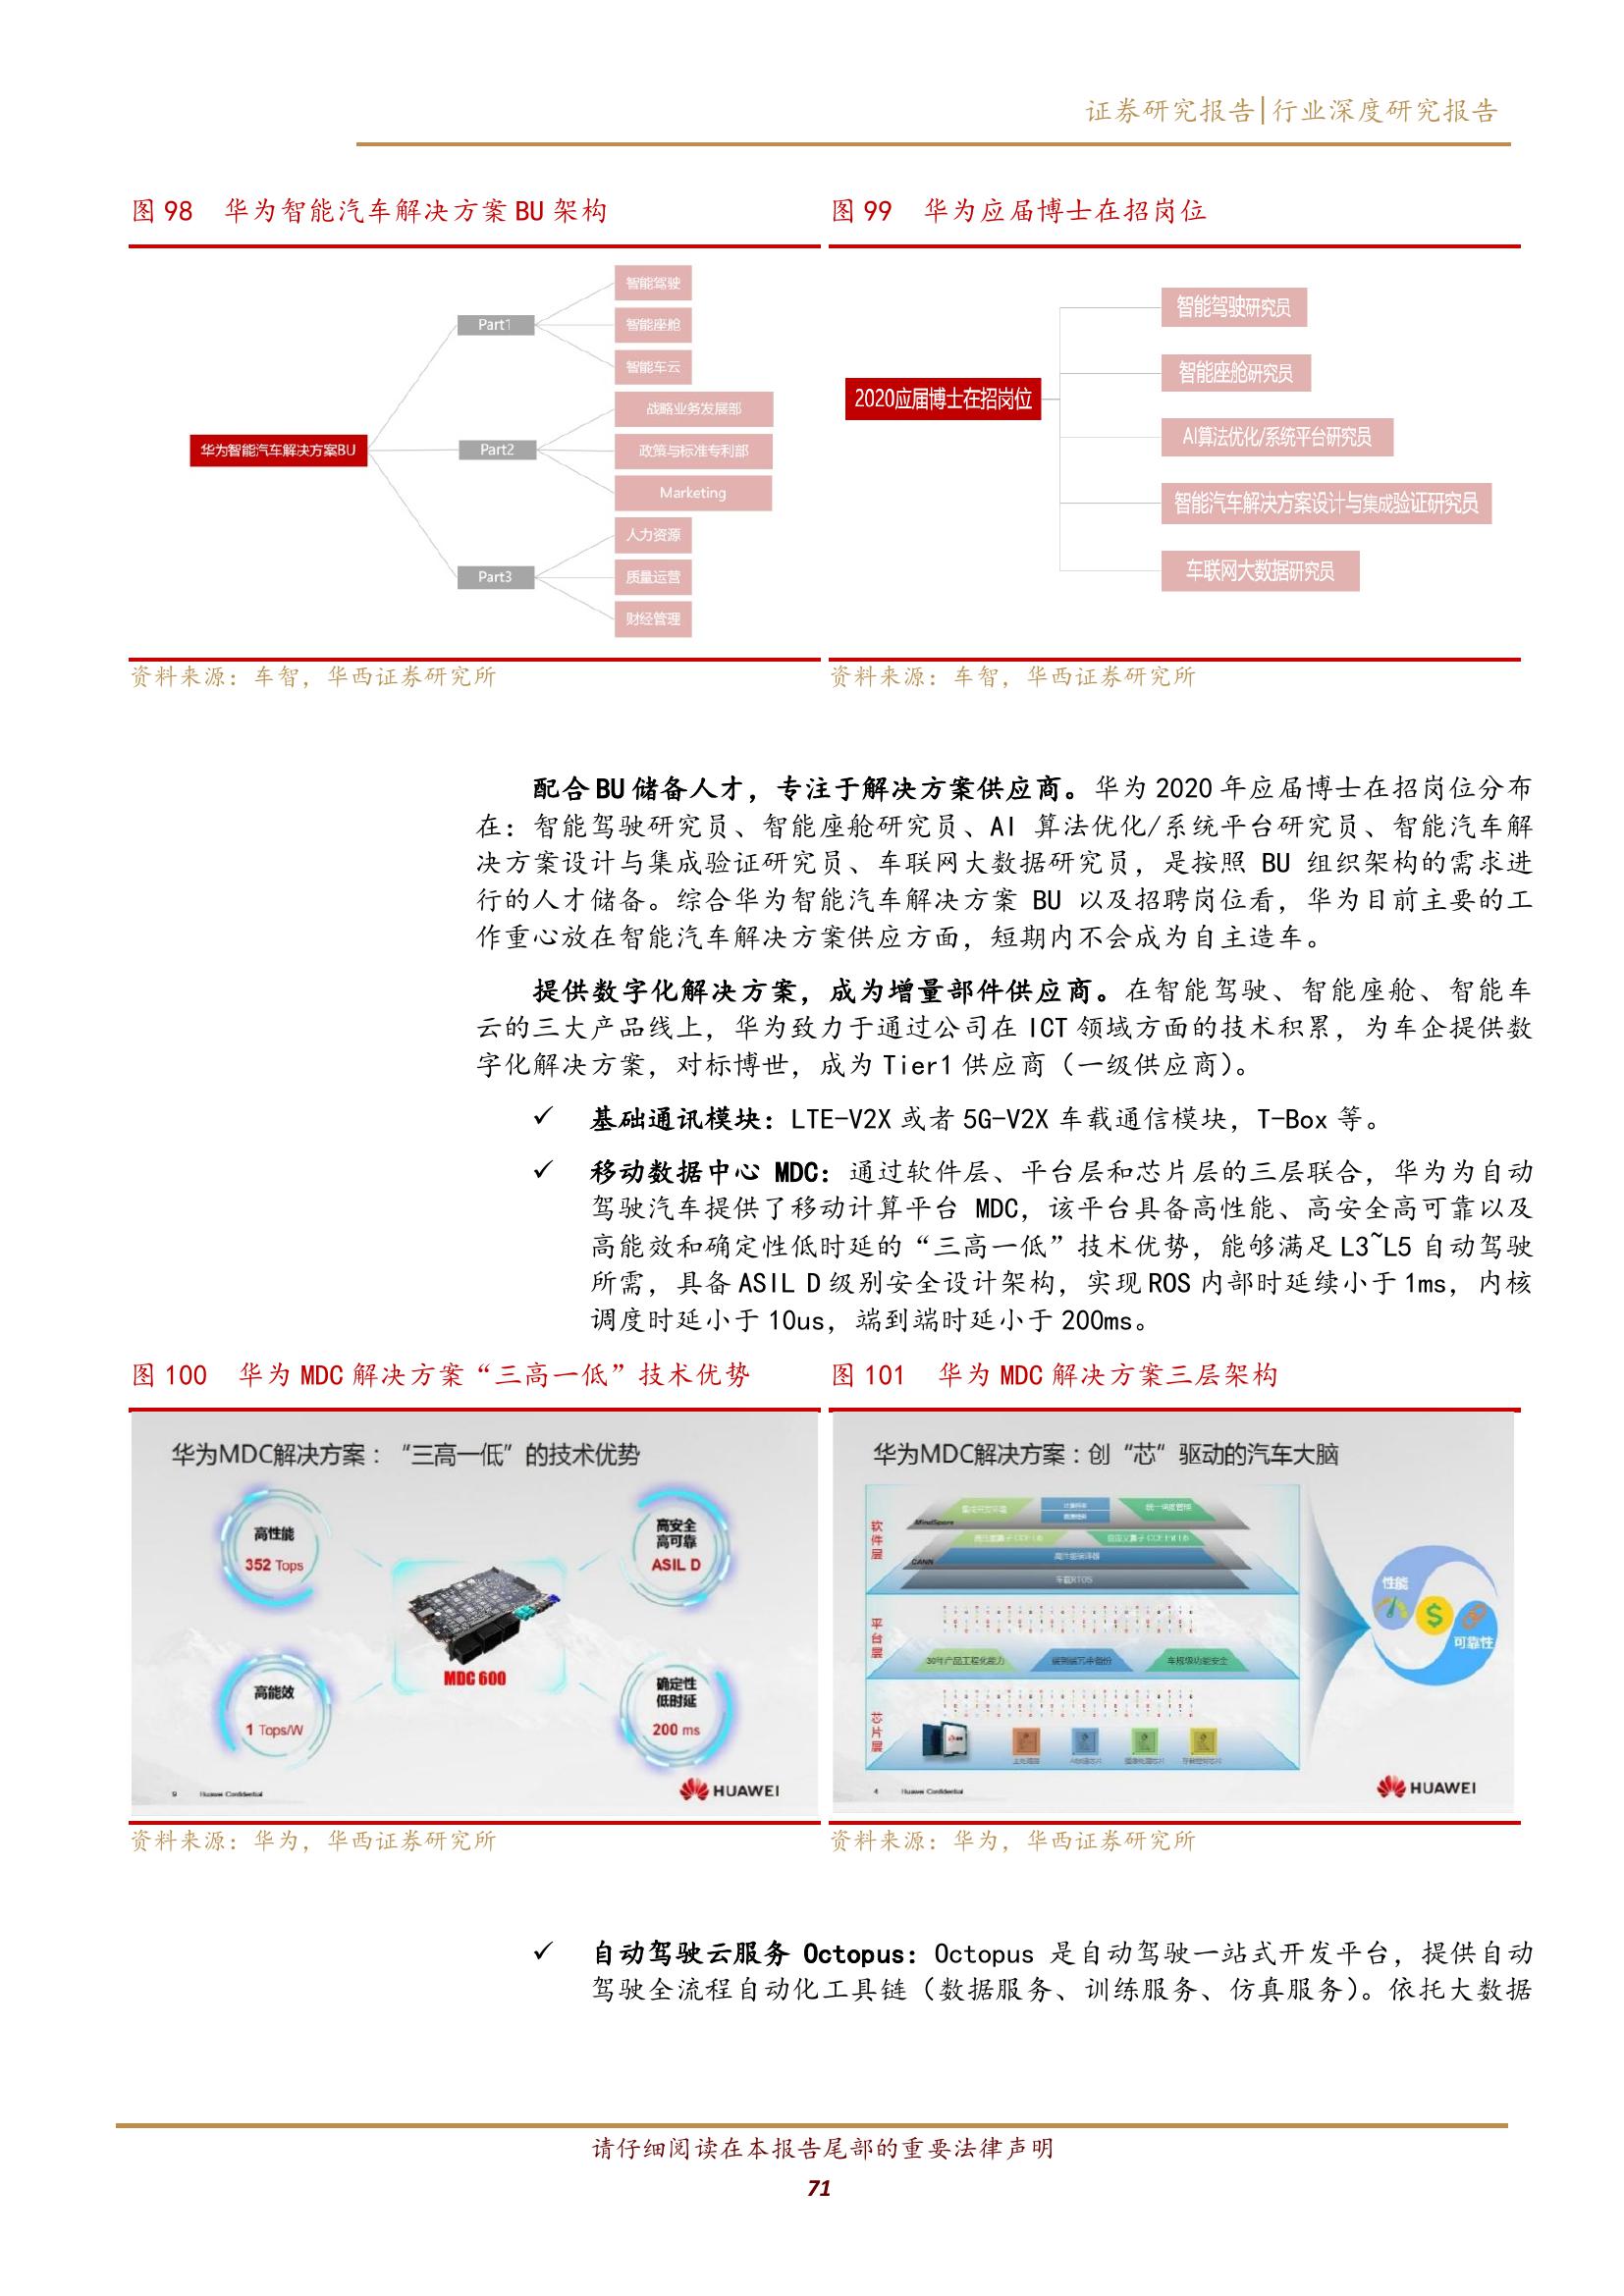 证券研究报告|行业深度研究报告
图 98 华为智能汽车解决方案 BU 架构
华为智能汽车解决方案BU
Part1
智能驾驶
智能座舱
智能车云
Part2
战略业务发展部
政策与标准专利部
Marketing
Part3
人力资源
质量运营
财经管理
资料来源：车智，华西证券研究所
图 99 华为应届博士在招岗位
2020应届博士在招岗位
智能驾驶研究员
智能座舱研究员
AI算法优化/系统平台研究员
智能汽车解决方案设计与集成验证研究员
车联网大数据研究员
资料来源：车智，华西证券研究所
配合 BU 储备人才，专注于解决方案供应商。华为 2020 年应届博士在招岗位分布
在：智能驾驶研究员、智能座舱研究员、AI 算法优化/系统平台研究员、智能汽车解
决方案设计与集成验证研究员、车联网大数据研究员，是按照 BU 组织架构的需求进
行的人才储备。综合华为智能汽车解决方案 BU 以及招聘岗位看，华为目前主要的工
作重心放在智能汽车解决方案供应方面，短期内不会成为自主造车。
提供数字化解决方案，成为增量部件供应商。在智能驾驶、智能座舱、智能车
云的三大产品线上，华为致力于通过公司在 ICT 领域方面的技术积累，为车企提供数
字化解决方案，对标博世，成为 Tier1 供应商（一级供应商）。
✓ 基础通讯模块：LTE-V2X 或者 5G-V2X 车载通信模块，T-Box 等。
✓ 移动数据中心 MDC：通过软件层、平台层和芯片层的三层联合，华为为自动
驾驶汽车提供了移动计算平台 MDC，该平台具备高性能、高安全高可靠以及
高能效和确定性低时延的“三高一低”技术优势，能够满足 L3~L5 自动驾驶
所需，具备 ASIL D 级别安全设计架构，实现 ROS 内部时延续小于 1ms，内核
调度时延小于 10us，端到端时延小于 200ms。
图 100 华为 MDC 解决方案“三高一低”技术优势
华为MDC解决方案：“三高一低”的技术优势
高性能
352 Tops
高安全
高可靠
ASIL D
MDC 600
高能效
1 Tops/W
确定性
低时延
200 ms
9 Huawei Confidential
HUAWEI
资料来源：华为，华西证券研究所
图 101 华为 MDC 解决方案三层架构
华为MDC解决方案：创“芯”驱动的汽车大脑
软件层
MindSpore
CANN
高性能编译器
车载RTOS
平台层
30年产品工程化能力
端到端冗余备份
车规级功能安全
芯片层
性能
可靠性
4 Huawei Confidential
HUAWEI
资料来源：华为，华西证券研究所
✓ 自动驾驶云服务 Octopus：Octopus 是自动驾驶一站式开发平台，提供自动
驾驶全流程自动化工具链（数据服务、训练服务、仿真服务）。依托大数据
请仔细阅读在本报告尾部的重要法律声明
71